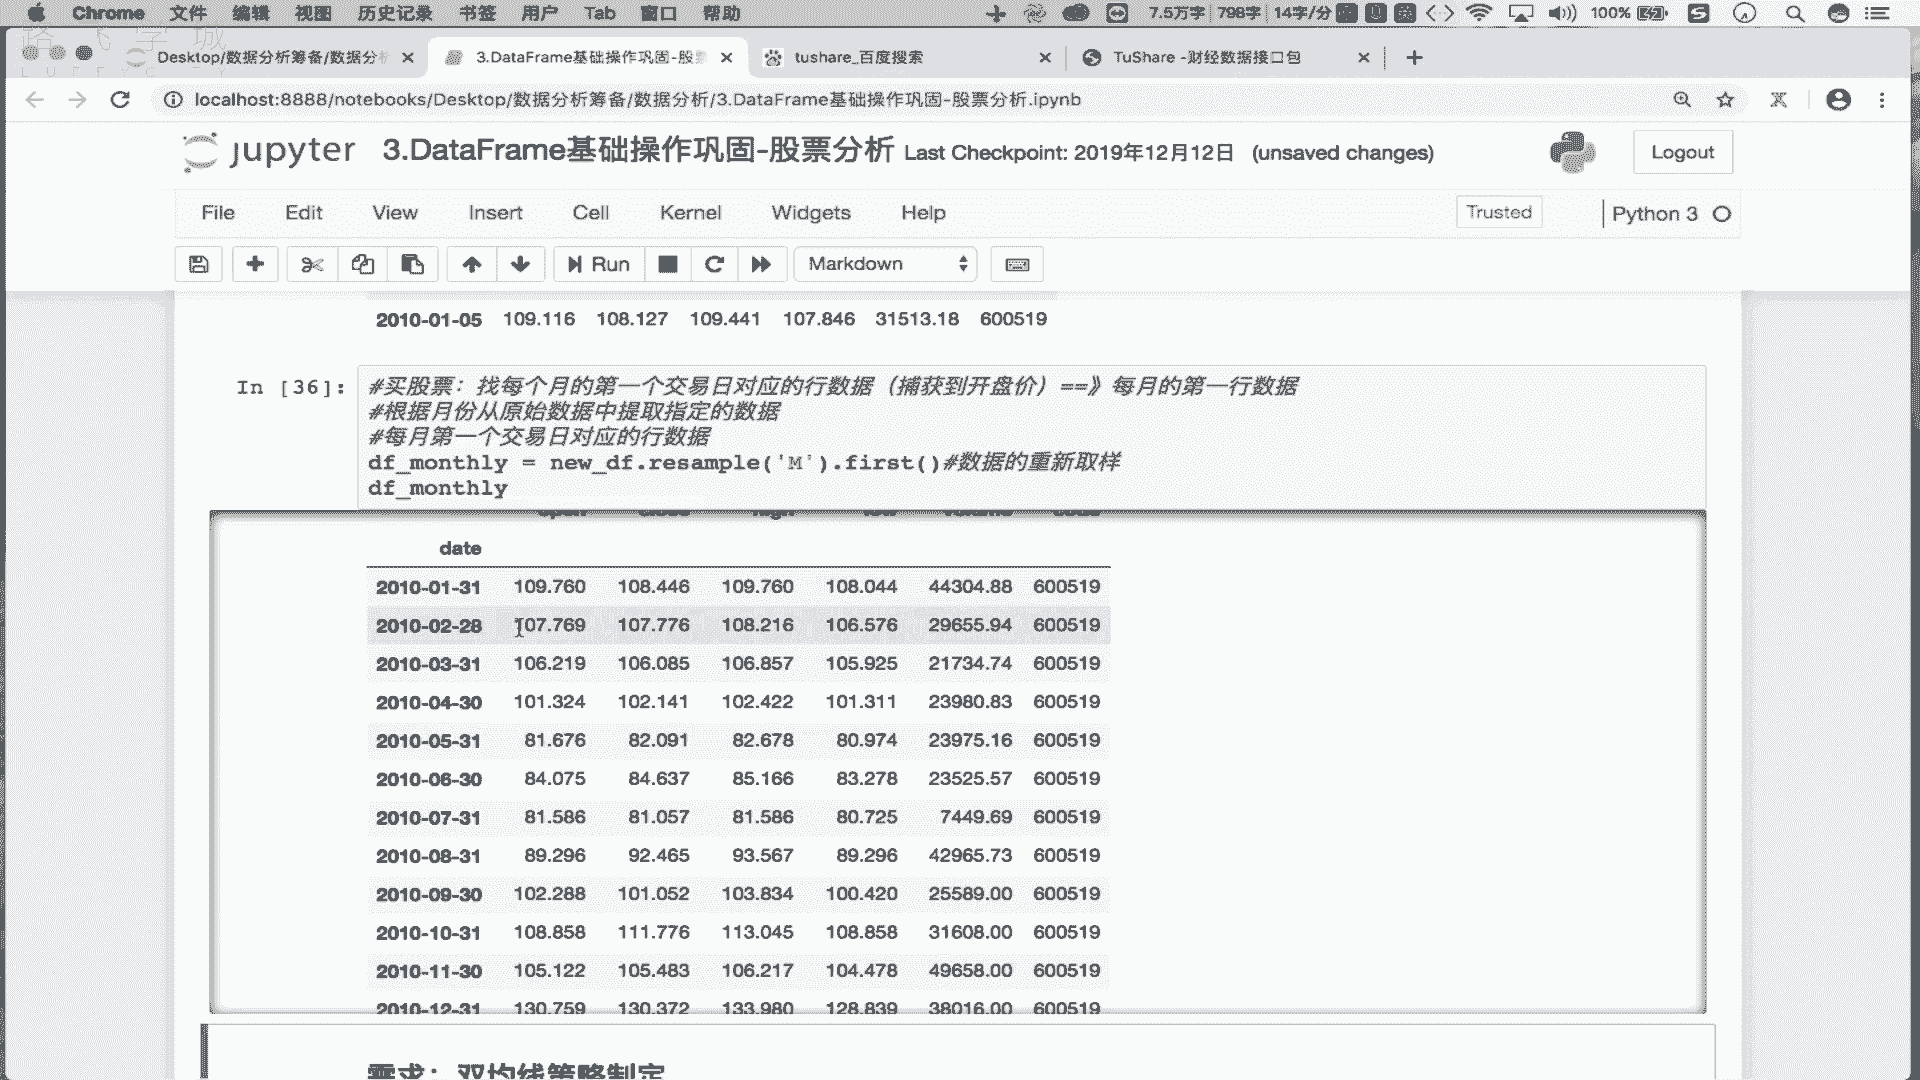 Chrome 文件 编辑 视图 历史记录 书签 用户 Tab 窗口 帮助 7.5万字 798字 14字/分 100%
Desktop/数据分析筹备/数据分析 3.DataFrame基础操作巩固-股票 tushare_百度搜索 TuShare -财经数据接口包
localhost:8888/notebooks/Desktop/数据分析筹备/数据分析/3.DataFrame基础操作巩固-股票分析.ipynb
jupyter 3.DataFrame基础操作巩固-股票分析 Last Checkpoint: 2019年12月12日 (unsaved changes) Logout
File Edit View Insert Cell Kernel Widgets Help Trusted Python 3
Run Markdown
2010-01-05 109.116 108.127 109.441 107.846 31513.18 600519
In [36]: #买股票：找每个月的第一个交易日对应的行数据（捕获到开盘价）==》每月的第一行数据
#根据月份从原始数据中提取指定的数据
#每月第一个交易日对应的行数据
df_monthly = new_df.resample('M').first()#数据的重新取样
df_monthly
date
2010-01-31 109.760 108.446 109.760 108.044 44304.88 600519
2010-02-28 107.769 107.776 108.216 106.576 29655.94 600519
2010-03-31 106.219 106.085 106.857 105.925 21734.74 600519
2010-04-30 101.324 102.141 102.422 101.311 23980.83 600519
2010-05-31 81.676 82.091 82.678 80.974 23975.16 600519
2010-06-30 84.075 84.637 85.166 83.278 23525.57 600519
2010-07-31 81.586 81.057 81.586 80.725 7449.69 600519
2010-08-31 89.296 92.465 93.567 89.296 42965.73 600519
2010-09-30 102.288 101.052 103.834 100.420 25589.00 600519
2010-10-31 108.858 111.776 113.045 108.858 31608.00 600519
2010-11-30 105.122 105.483 106.217 104.478 49658.00 600519
2010-12-31 130.759 130.372 133.980 128.839 38016.00 600519
需求：双均线策略制定